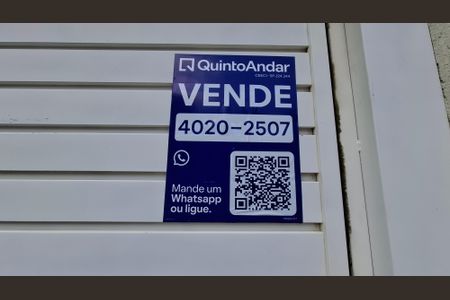 QuintoAndar
VENDE
4020-2507
Mande um
Whatsapp
ou ligue.